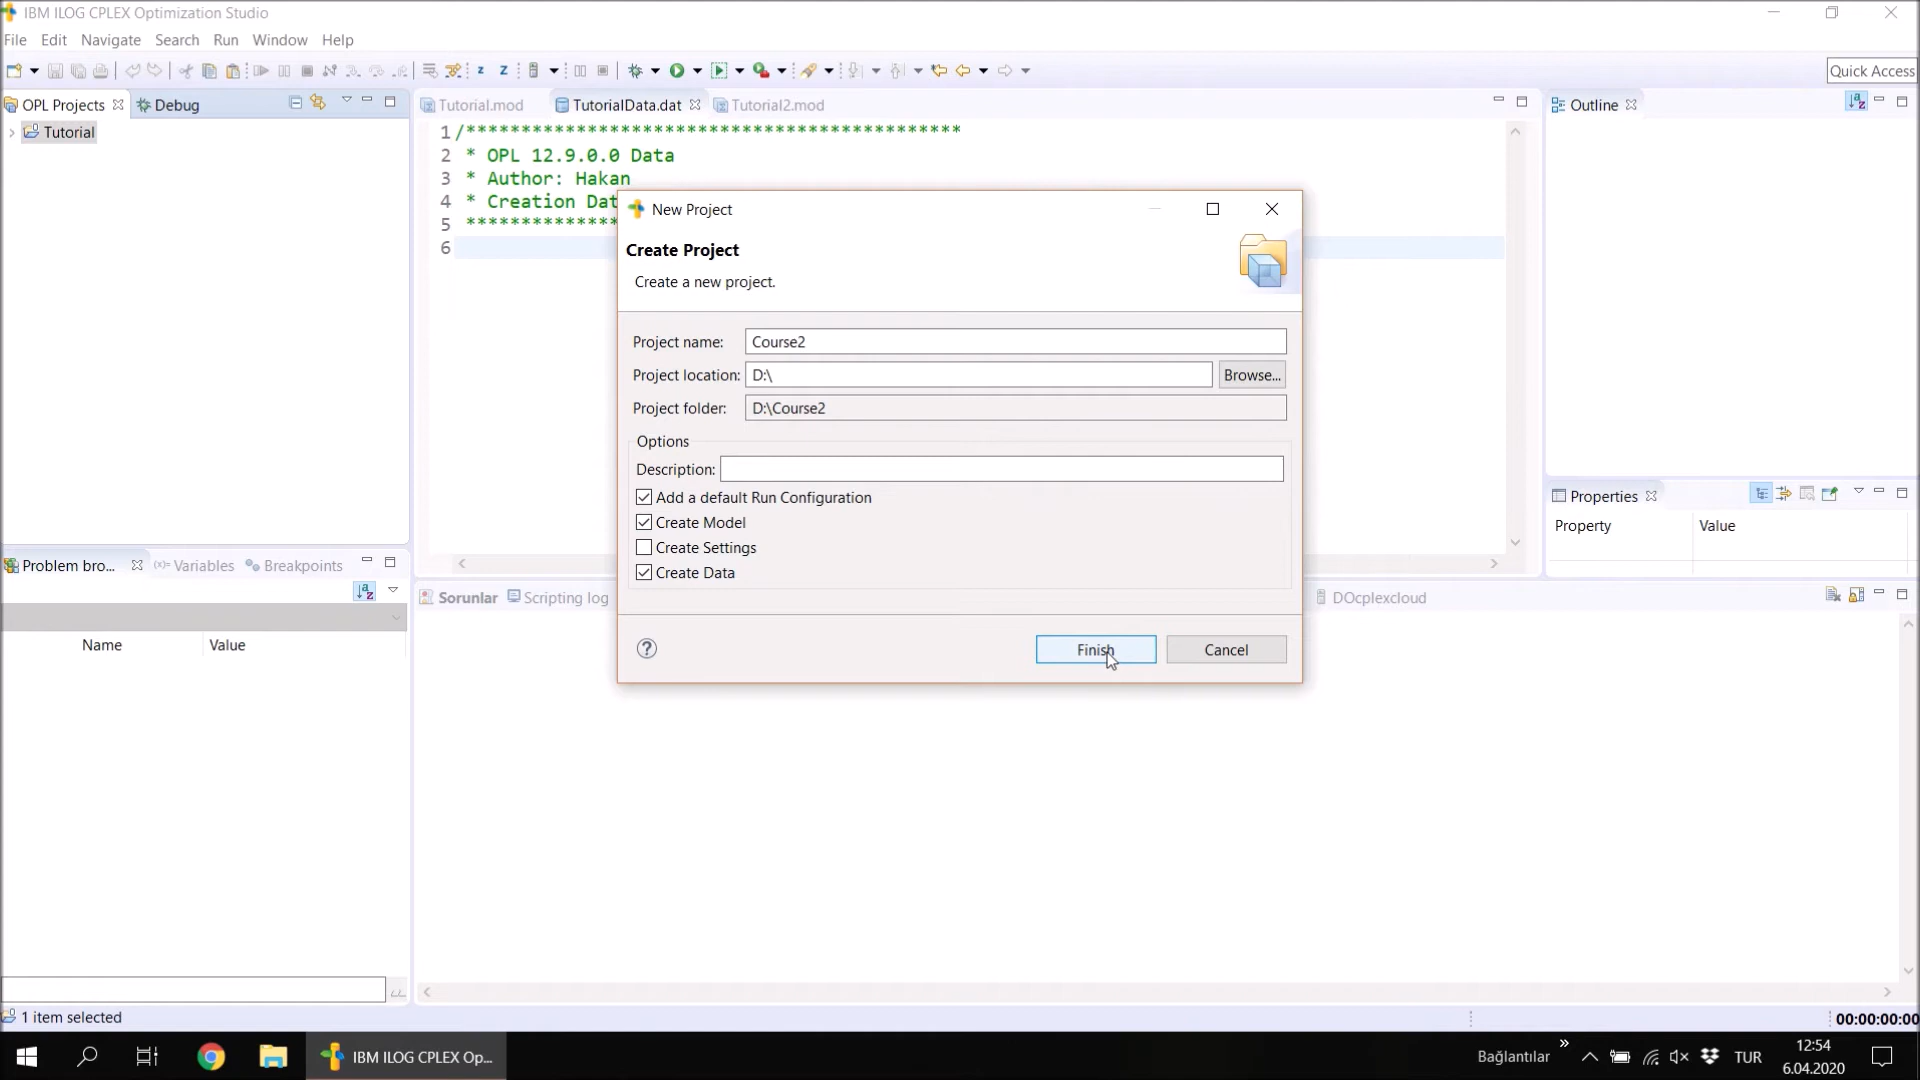 IBM ILOG CPLEX Optimization Studio
File Edit Navigate Search Run Window Help
Quick Access
OPL Projects Debug
Tutorial
Tutorial.mod TutorialData.dat Tutorial2.mod
1 /*********************************************
2 * OPL 12.9.0.0 Data
3 * Author: Hakan
4 * Creation Dat
5 **************
6
New Project
Create Project
Create a new project.
Project name: Course2
Project location: D:\ Browse...
Project folder: D:\Course2
Options
Description:
Add a default Run Configuration
Create Model
Create Settings
Create Data
Finish Cancel
Outline
Properties
Property Value
Problem bro... (x)= Variables Breakpoints
Name Value
Sorunlar Scripting log DOcplexcloud
1 item selected
00:00:00:00
IBM ILOG CPLEX Op...
Bağlantılar TUR
12:54
6.04.2020